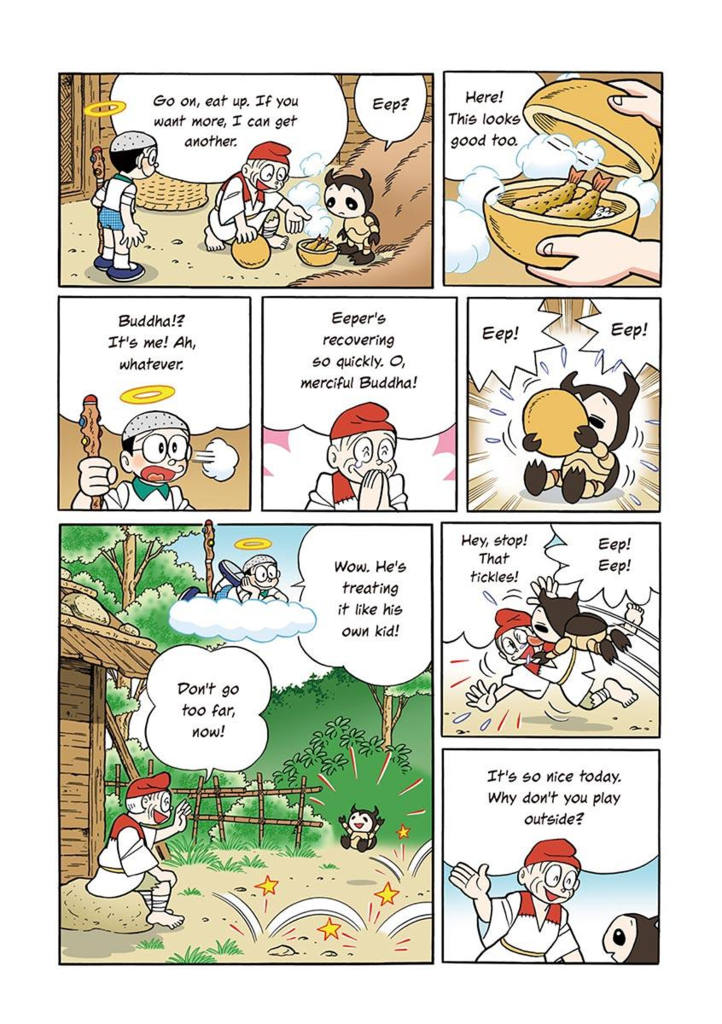 Here!
This looks
good too.
Eep?
Go on, eat up. If you
want more, I can get
another.
Eep!
Eep!
Eeper's
recovering
so quickly. O,
merciful Buddha!
Buddha!?
It's me! Ah,
whatever.
Eep!
Eep!
Hey, stop!
That
tickles!
It's so nice today.
Why don't you play
outside?
Wow. He's
treating
it like his
own kid!
Don't go
too far,
now!